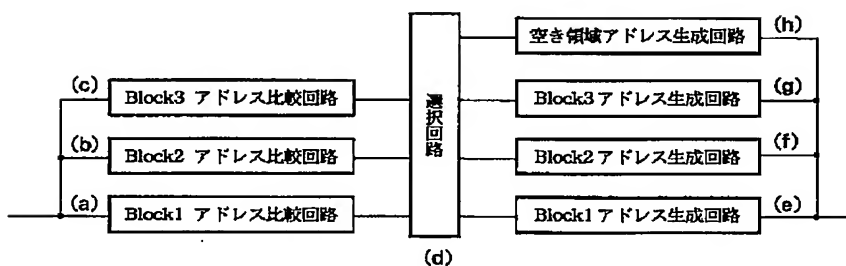 空き領域アドレス生成回路 (h)
(c) Block3 アドレス比較回路
Block3 アドレス生成回路 (g)
(b) Block2 アドレス比較回路
Block2 アドレス生成回路 (f)
(a) Block1 アドレス比較回路
Block1 アドレス生成回路 (e)
選択回路
(d)